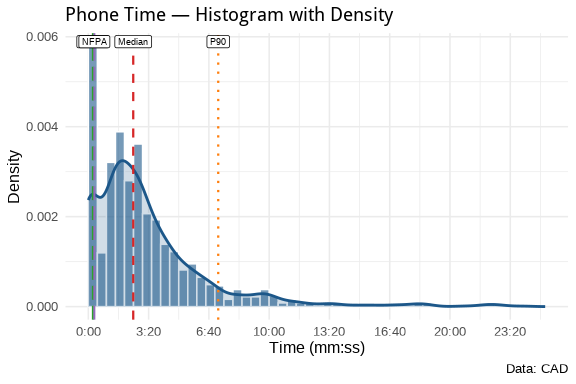 Phone Time — Histogram with Density
NFPA Median P90
0.006
0.004
0.002
0.000
Density
0:00 3:20 6:40 10:00 13:20 16:40 20:00 23:20
Time (mm:ss)
Data: CAD